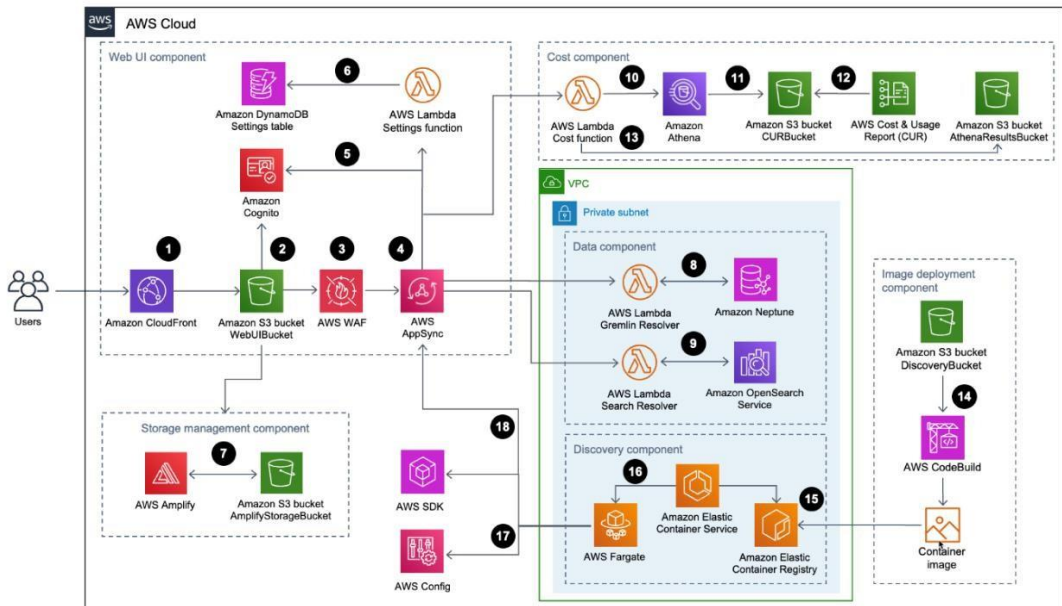 aws
AWS Cloud
Web UI component
6
Amazon DynamoDB
Settings table
AWS Lambda
Settings function
5
Amazon
Cognito
1
2
3
4
Users
Amazon CloudFront
Amazon S3 bucket
WebUIBucket
AWS WAF
AWS
AppSync
Storage management component
7
AWS Amplify
Amazon S3 bucket
AmplifyStorageBucket
18
AWS SDK
17
AWS Config
Cost component
10
11
12
AWS Lambda
Cost function
13
Amazon
Athena
Amazon S3 bucket
CURBucket
AWS Cost & Usage
Report (CUR)
Amazon S3 bucket
AthenaResultsBucket
VPC
Private subnet
Data component
8
AWS Lambda
Gremlin Resolver
Amazon Neptune
9
AWS Lambda
Search Resolver
Amazon OpenSearch
Service
Discovery component
16
15
Amazon Elastic
Container Service
AWS Fargate
Amazon Elastic
Container Registry
Image deployment
component
Amazon S3 bucket
DiscoveryBucket
14
AWS CodeBuild
Container
image